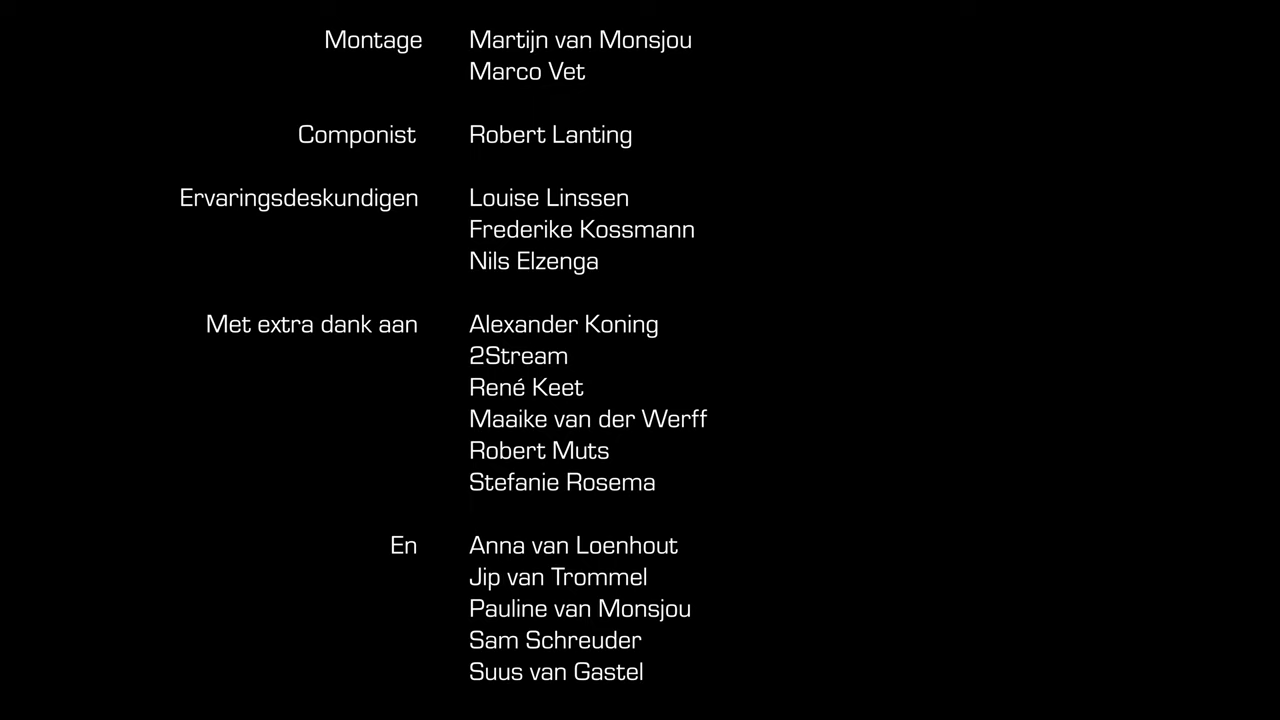 Montage Martijn van Monsjou
Marco Vet
Componist Robert Lanting
Ervaringsdeskundigen Louise Linssen
Frederike Kossmann
Nils Elzenga
Met extra dank aan Alexander Koning
2Stream
René Keet
Maaike van der Werff
Robert Muts
Stefanie Rosema
En Anna van Loenhout
Jip van Trommel
Pauline van Monsjou
Sam Schreuder
Suus van Gastel